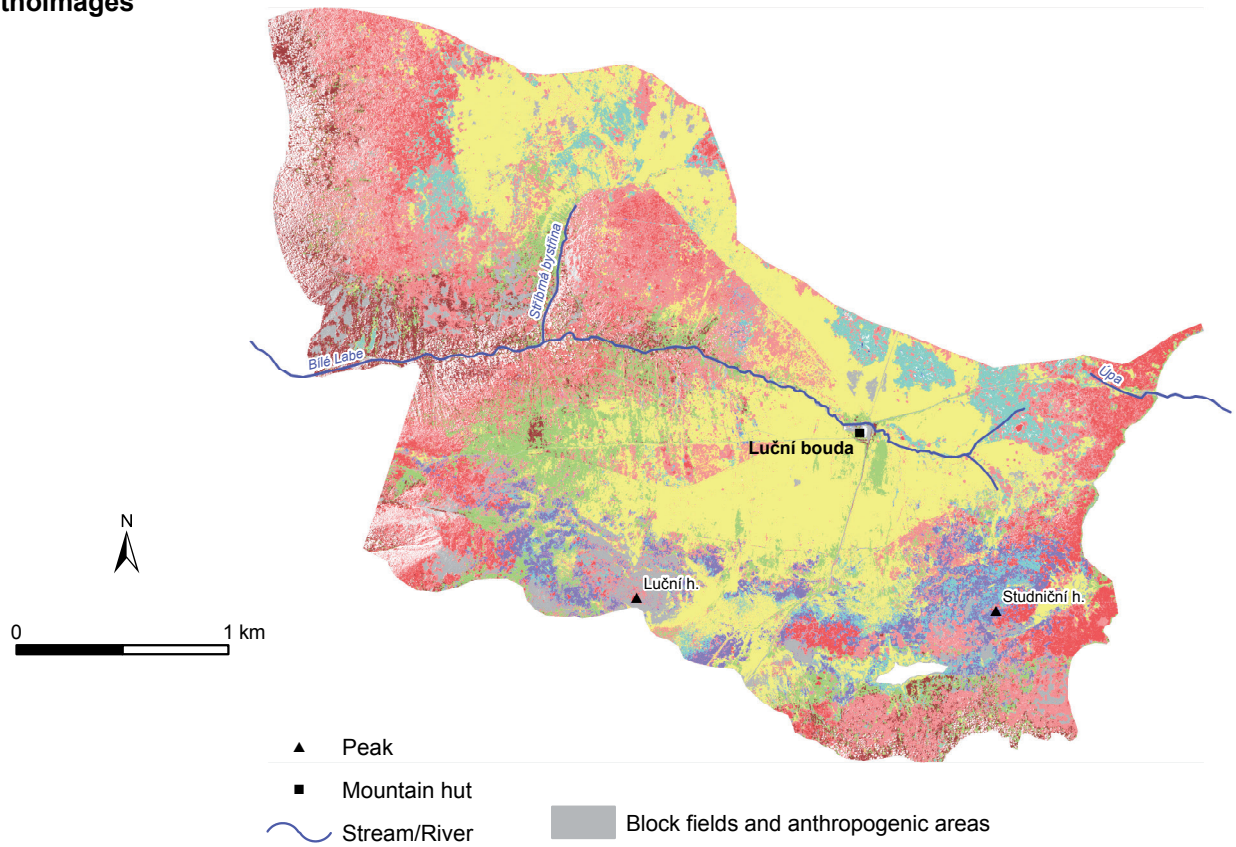 thoimages
Stříbrná bystřina
Bílé Labe
Úpa
Luční bouda
N
Luční h.
Studniční h.
0 1 km
Peak
Mountain hut
Stream/River
Block fields and anthropogenic areas